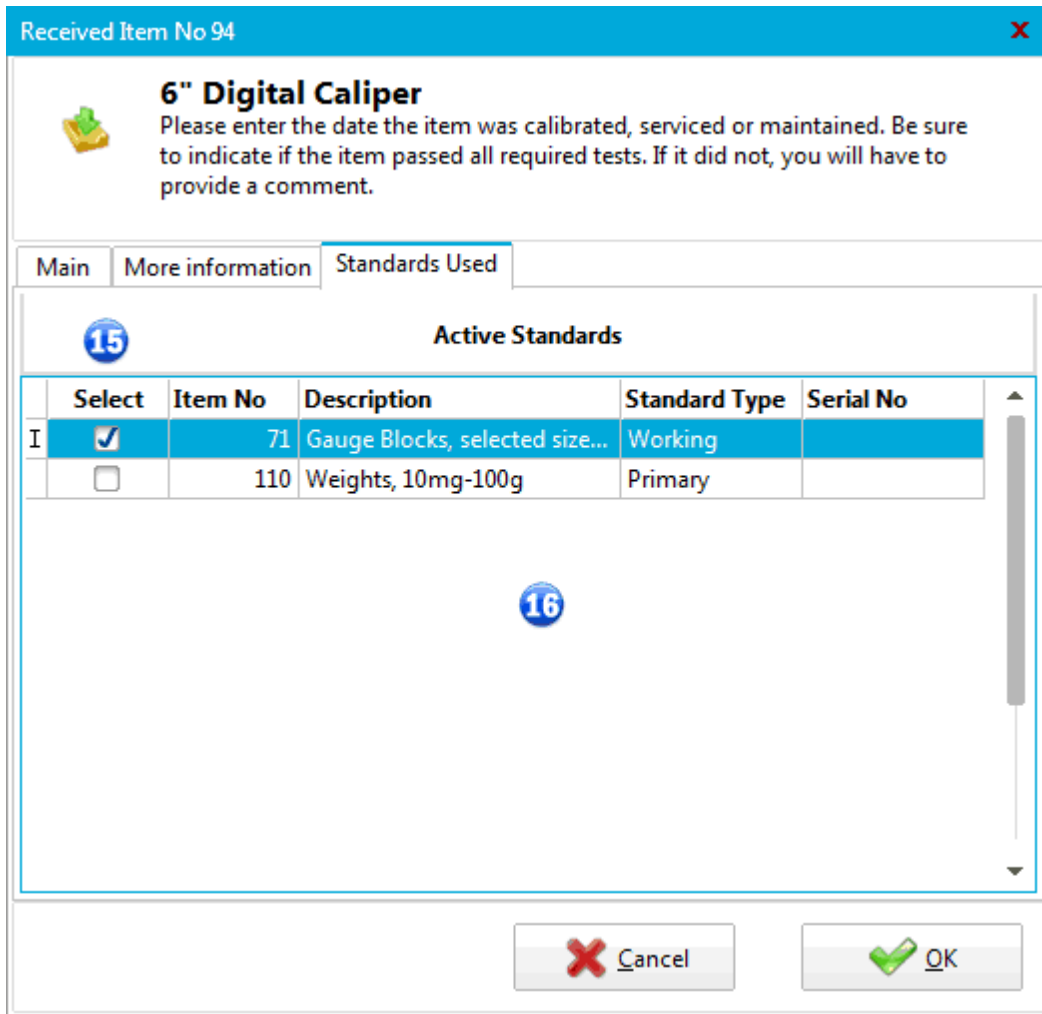 Received Item No 94
x
6" Digital Caliper
Please enter the date the item was calibrated, serviced or maintained. Be sure
to indicate if the item passed all required tests. If it did not, you will have to
provide a comment.
Main More information Standards Used
15 Active Standards
Select Item No Description Standard Type Serial No
71 Gauge Blocks, selected size... Working
110 Weights, 10mg-100g Primary
16
Cancel OK